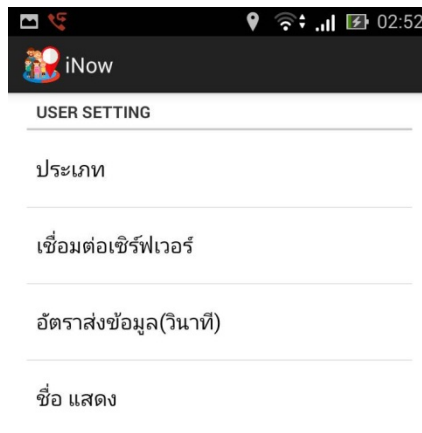 02:52
iNow
USER SETTING
ประเภท
เชื่อมต่อเซิร์ฟเวอร์
อัตราส่งข้อมูล(วินาที)
ชื่อ แสดง